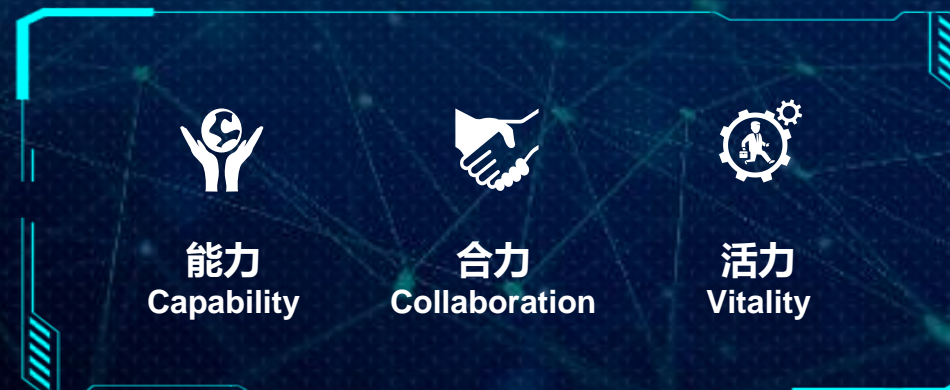 能力
Capability
合力
Collaboration
活力
Vitality